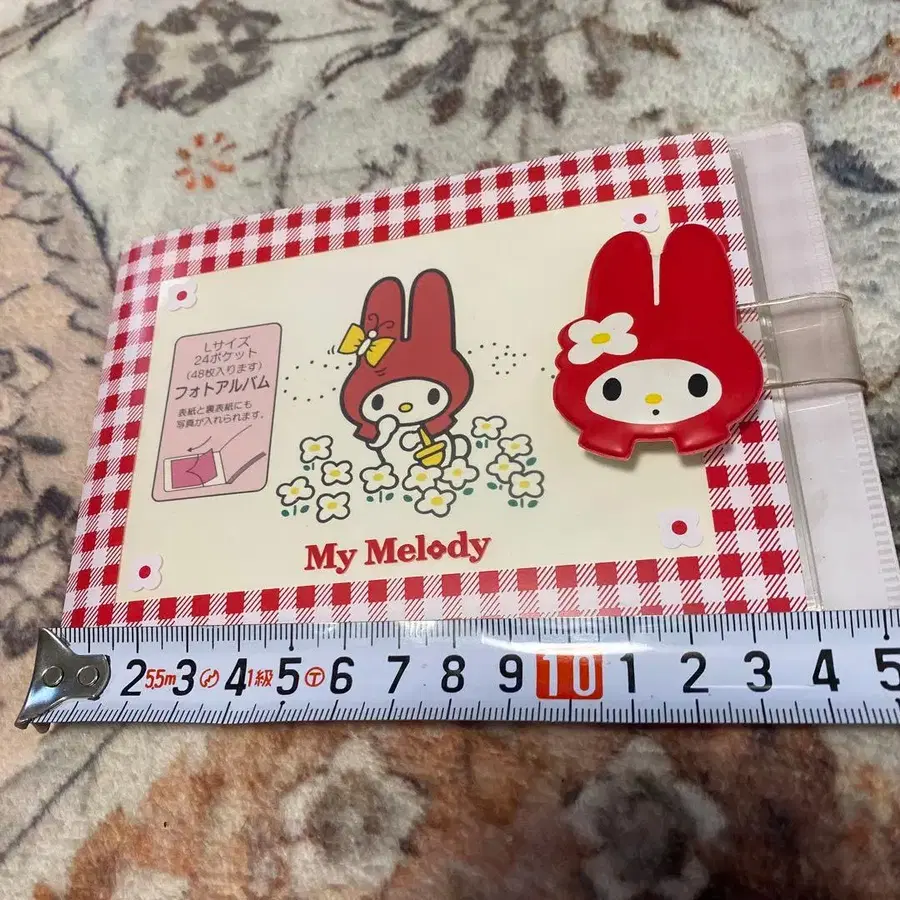 Lサイズ
24ポケット
(48枚入ります)
フォトアルバム
表紙と裏表紙にも
写真が入れられます。
My Melody
2 5.5m 3 4 1級 5 T 6 7 8 9 10 1 2 3 4 5